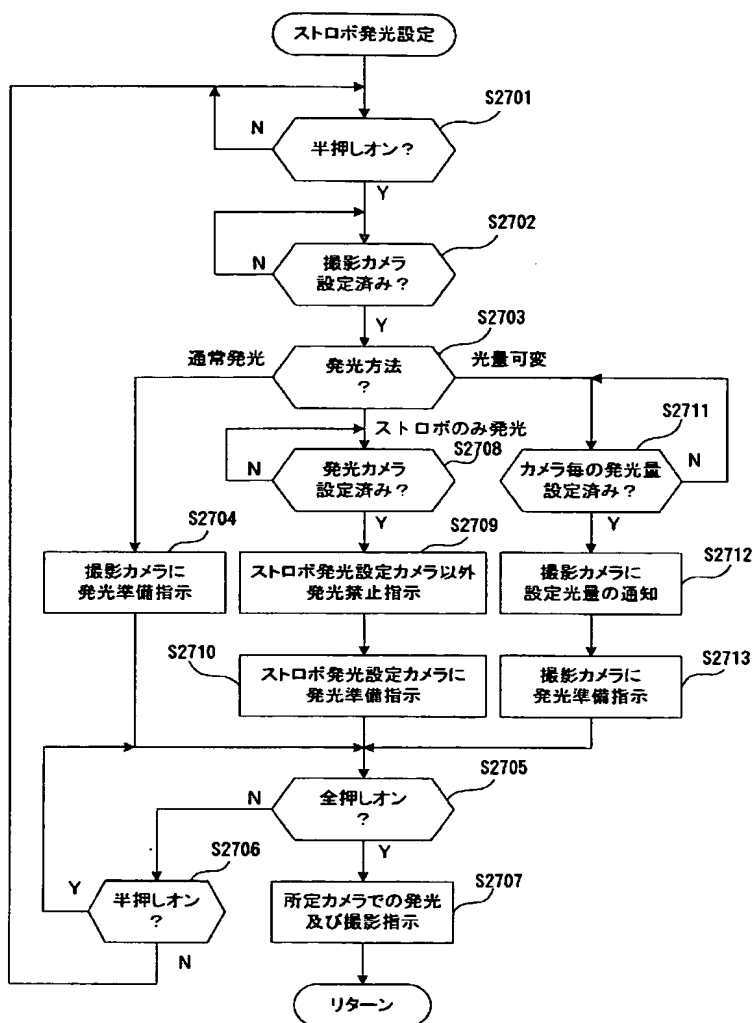 ストロボ発光設定
S2701
N
半押しオン?
Y
S2702
N
撮影カメラ
設定済み?
Y
S2703
通常発光
発光方法
?
光量可変
ストロボのみ発光
S2708
S2711
N
発光カメラ
設定済み?
カメラ毎の発光量
設定済み?
N
Y
Y
S2704
S2709
撮影カメラに
発光準備指示
ストロボ発光設定カメラ以外
発光禁止指示
撮影カメラに
設定光量の通知
S2712
S2710
ストロボ発光設定カメラに
発光準備指示
撮影カメラに
発光準備指示
S2713
S2705
N
全押しオン
?
Y
S2706
Y
半押しオン
?
N
S2707
所定カメラでの発光
及び撮影指示
リターン